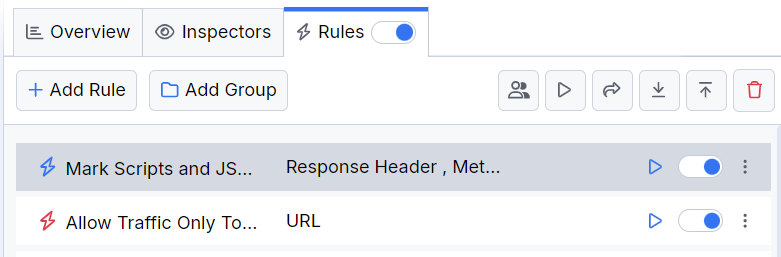 Overview Inspectors Rules
Add Rule Add Group
Mark Scripts and JS... Response Header , Met...
Allow Traffic Only To... URL